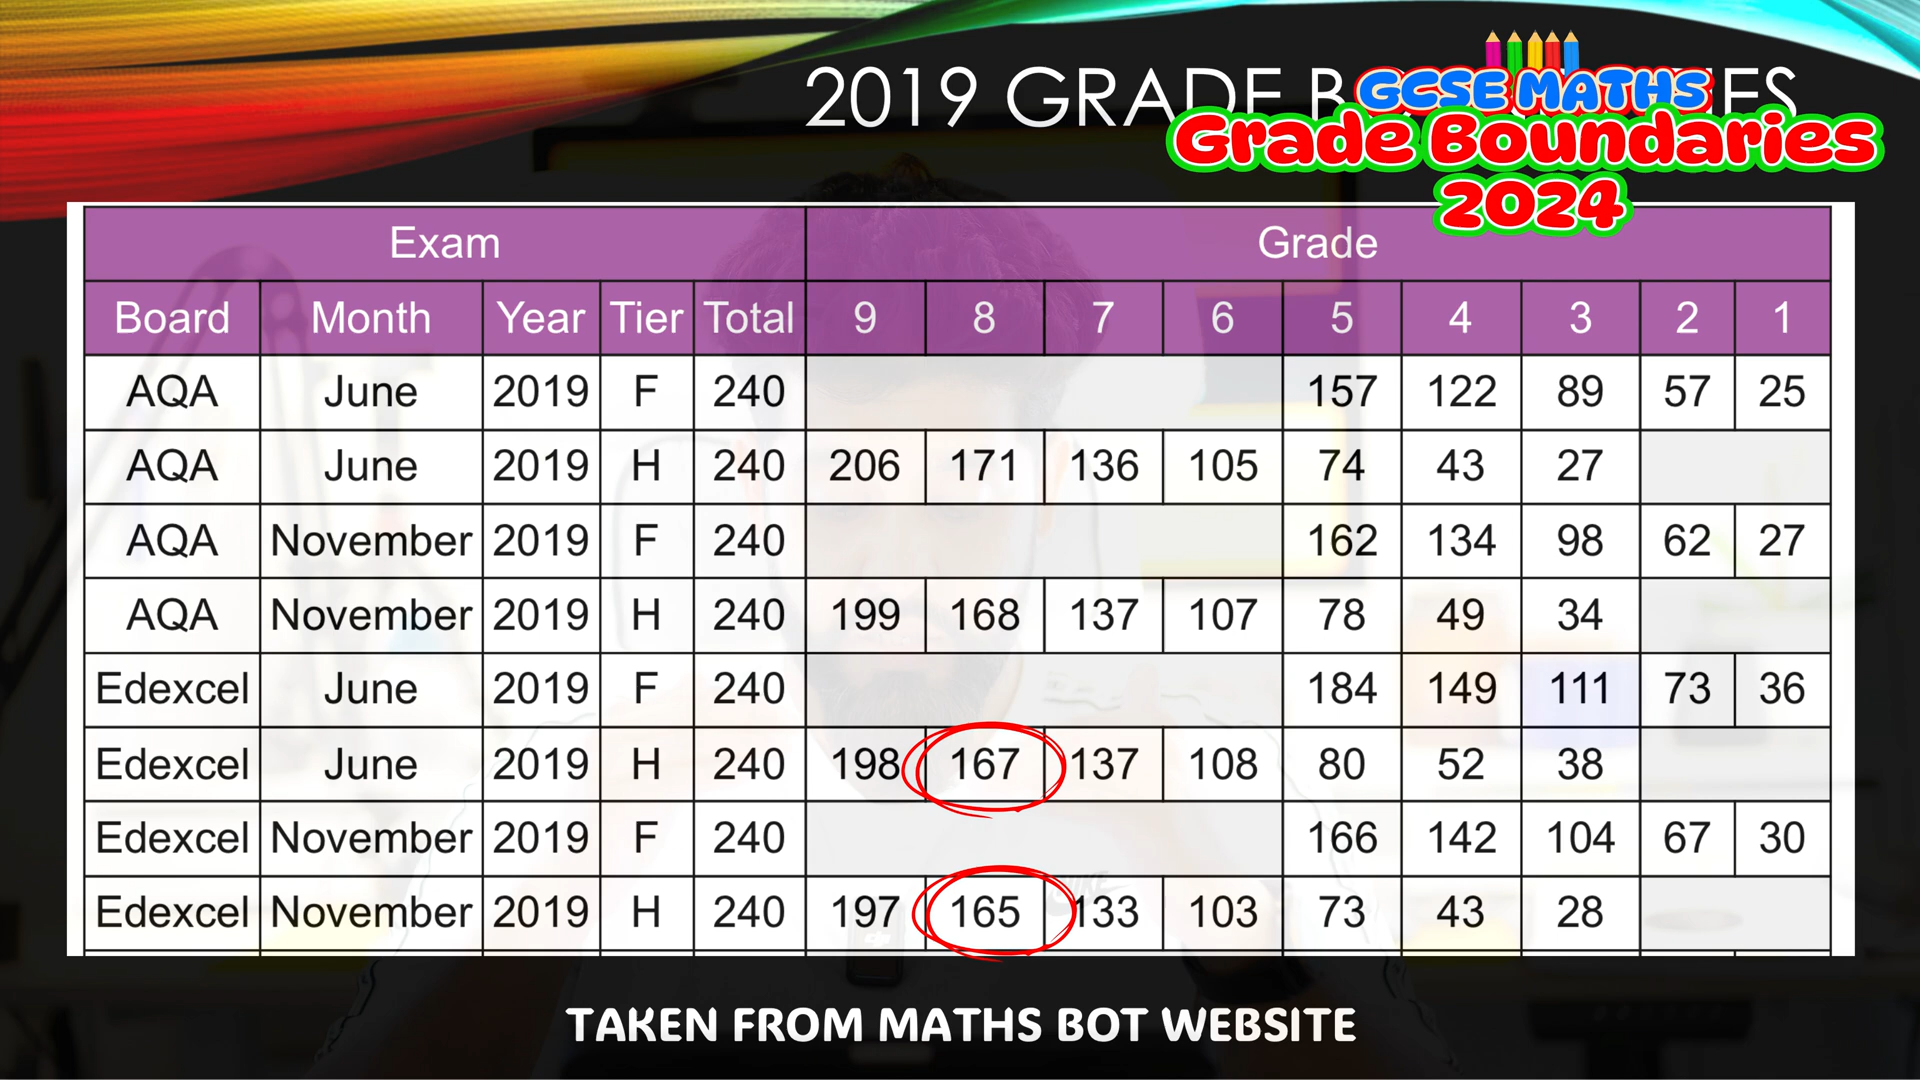 2019 GRADE B
GCSE MATHS
Grade Boundaries
2024
Exam Grade
Board Month Year Tier Total 9 8 7 6 5 4 3 2 1
AQA June 2019 F 240 157 122 89 57 25
AQA June 2019 H 240 206 171 136 105 74 43 27
AQA November 2019 F 240 162 134 98 62 27
AQA November 2019 H 240 199 168 137 107 78 49 34
Edexcel June 2019 F 240 184 149 111 73 36
Edexcel June 2019 H 240 198 167 137 108 80 52 38
Edexcel November 2019 F 240 166 142 104 67 30
Edexcel November 2019 H 240 197 165 133 103 73 43 28
TAKEN FROM MATHS BOT WEBSITE